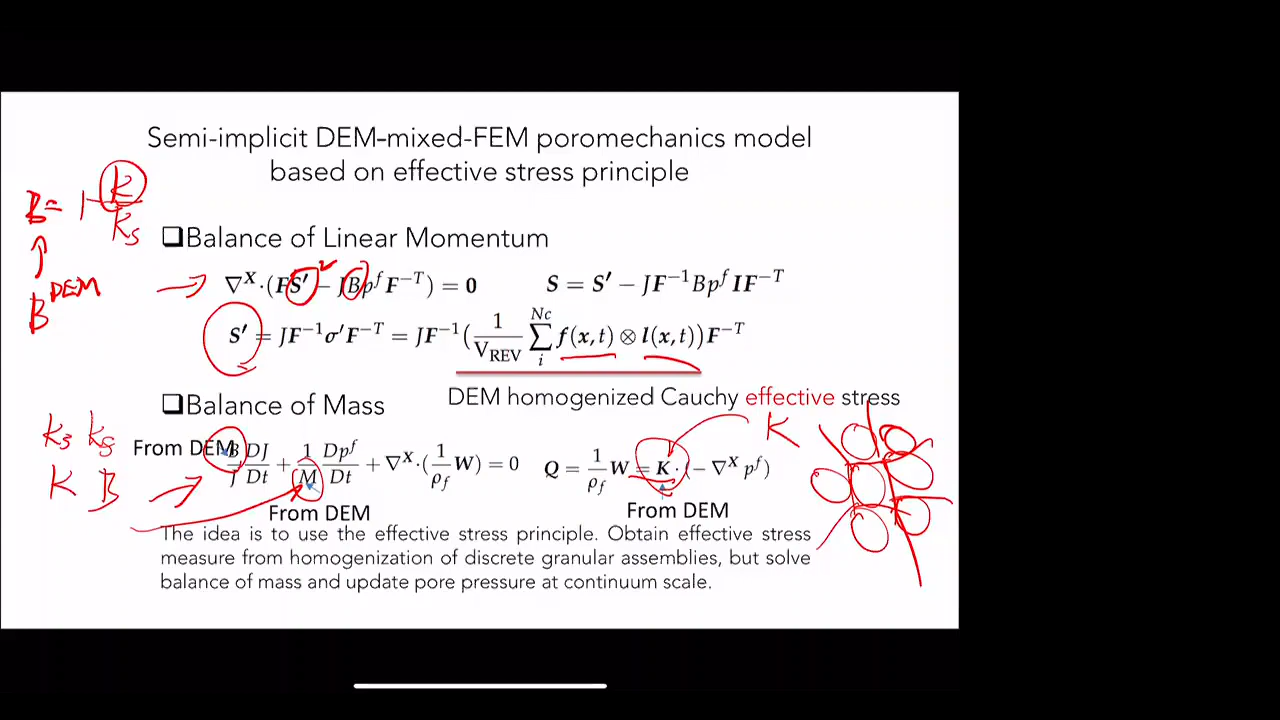 Semi-implicit DEM-mixed-FEM poromechanics model
based on effective stress principle
B = 1 - K / Ks
❑Balance of Linear Momentum
∇^X·(FS′ − JBp^f F^{−T}) = 0    S = S′ − JF^{−1}Bp^f IF^{−T}
B^DEM
S′ = JF^{−1}σ′F^{−T} = JF^{−1}(1/V_REV ∑_i^{Nc} f(x,t) ⊗ l(x,t))F^{−T}
DEM homogenized Cauchy effective stress
❑Balance of Mass
K
Ks Ks
From DEM
B/J DJ/Dt + 1/M Dp^f/Dt + ∇^X·(1/ρ_f W) = 0    Q = 1/ρ_f W = K·(−∇^X p^f)
K B
From DEM    From DEM
The idea is to use the effective stress principle. Obtain effective stress
measure from homogenization of discrete granular assemblies, but solve
balance of mass and update pore pressure at continuum scale.